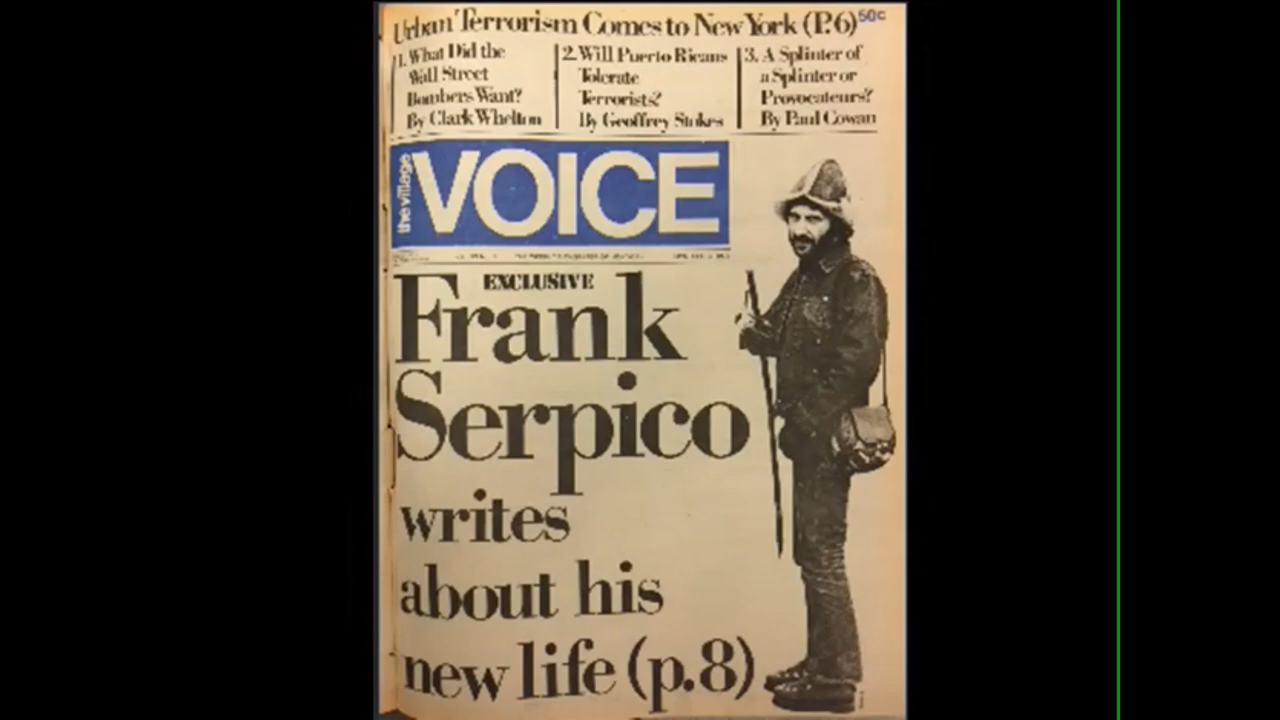 Urban Terrorism Comes to New York (P.6) 50c
1. What Did the
Wall Street
Bombers Want?
By Clark Whelton
2. Will Puerto Ricans
Tolerate
Terrorists?
By Geoffrey Stokes
3. A Splinter of
a Splinter or
Provocateurs?
By Paul Cowan
the village VOICE
EXCLUSIVE
Frank
Serpico
writes
about his
new life (p.8)